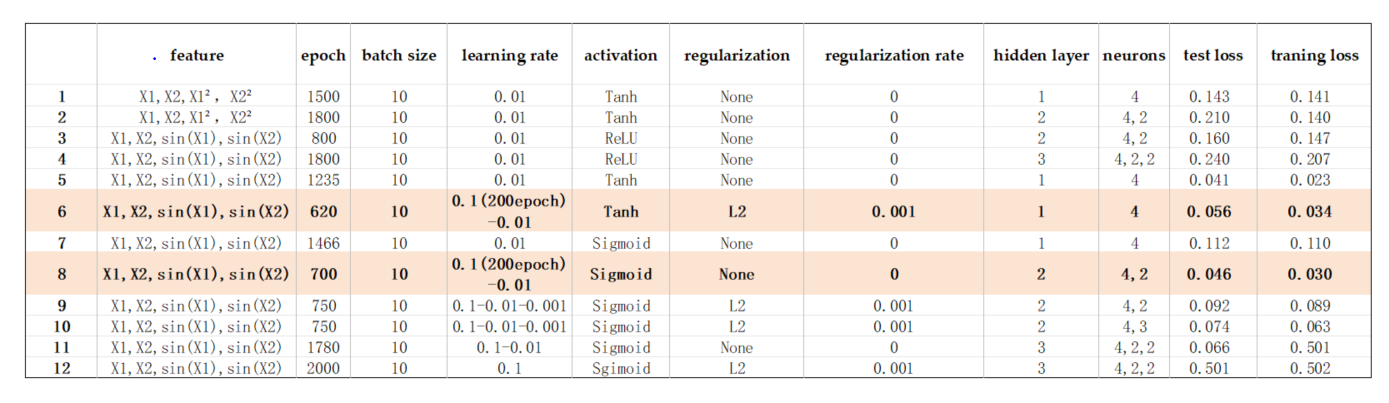 feature epoch batch size learning rate activation regularization regularization rate hidden layer neurons test loss traning loss
1 X1,X2,X1², X2² 1500 10 0.01 Tanh None 0 1 4 0.143 0.141
2 X1,X2,X1², X2² 1800 10 0.01 Tanh None 0 2 4,2 0.210 0.140
3 X1,X2,sin(X1),sin(X2) 800 10 0.01 ReLU None 0 2 4,2 0.160 0.147
4 X1,X2,sin(X1),sin(X2) 1800 10 0.01 ReLU None 0 3 4,2,2 0.240 0.207
5 X1,X2,sin(X1),sin(X2) 1235 10 0.01 Tanh None 0 1 4 0.041 0.023
6 X1,X2,sin(X1),sin(X2) 620 10 0.1(200epoch)-0.01 Tanh L2 0.001 1 4 0.056 0.034
7 X1,X2,sin(X1),sin(X2) 1466 10 0.01 Sigmoid None 0 1 4 0.112 0.110
8 X1,X2,sin(X1),sin(X2) 700 10 0.1(200epoch)-0.01 Sigmoid None 0 2 4,2 0.046 0.030
9 X1,X2,sin(X1),sin(X2) 750 10 0.1-0.01-0.001 Sigmoid L2 0.001 2 4,2 0.092 0.089
10 X1,X2,sin(X1),sin(X2) 750 10 0.1-0.01-0.001 Sigmoid L2 0.001 2 4,3 0.074 0.063
11 X1,X2,sin(X1),sin(X2) 1780 10 0.1-0.01 Sigmoid None 0 3 4,2,2 0.066 0.501
12 X1,X2,sin(X1),sin(X2) 2000 10 0.1 Sgimoid L2 0.001 3 4,2,2 0.501 0.502